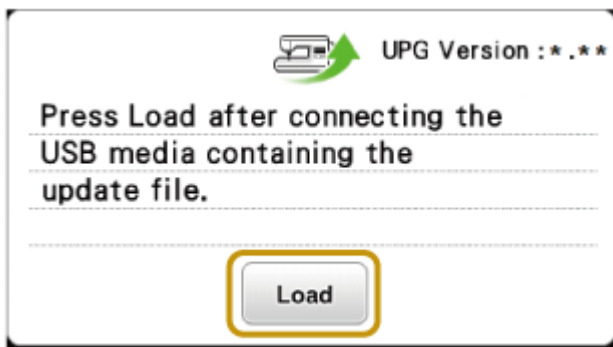 UPG Version :*.**
Press Load after connecting the
USB media containing the
update file.
Load